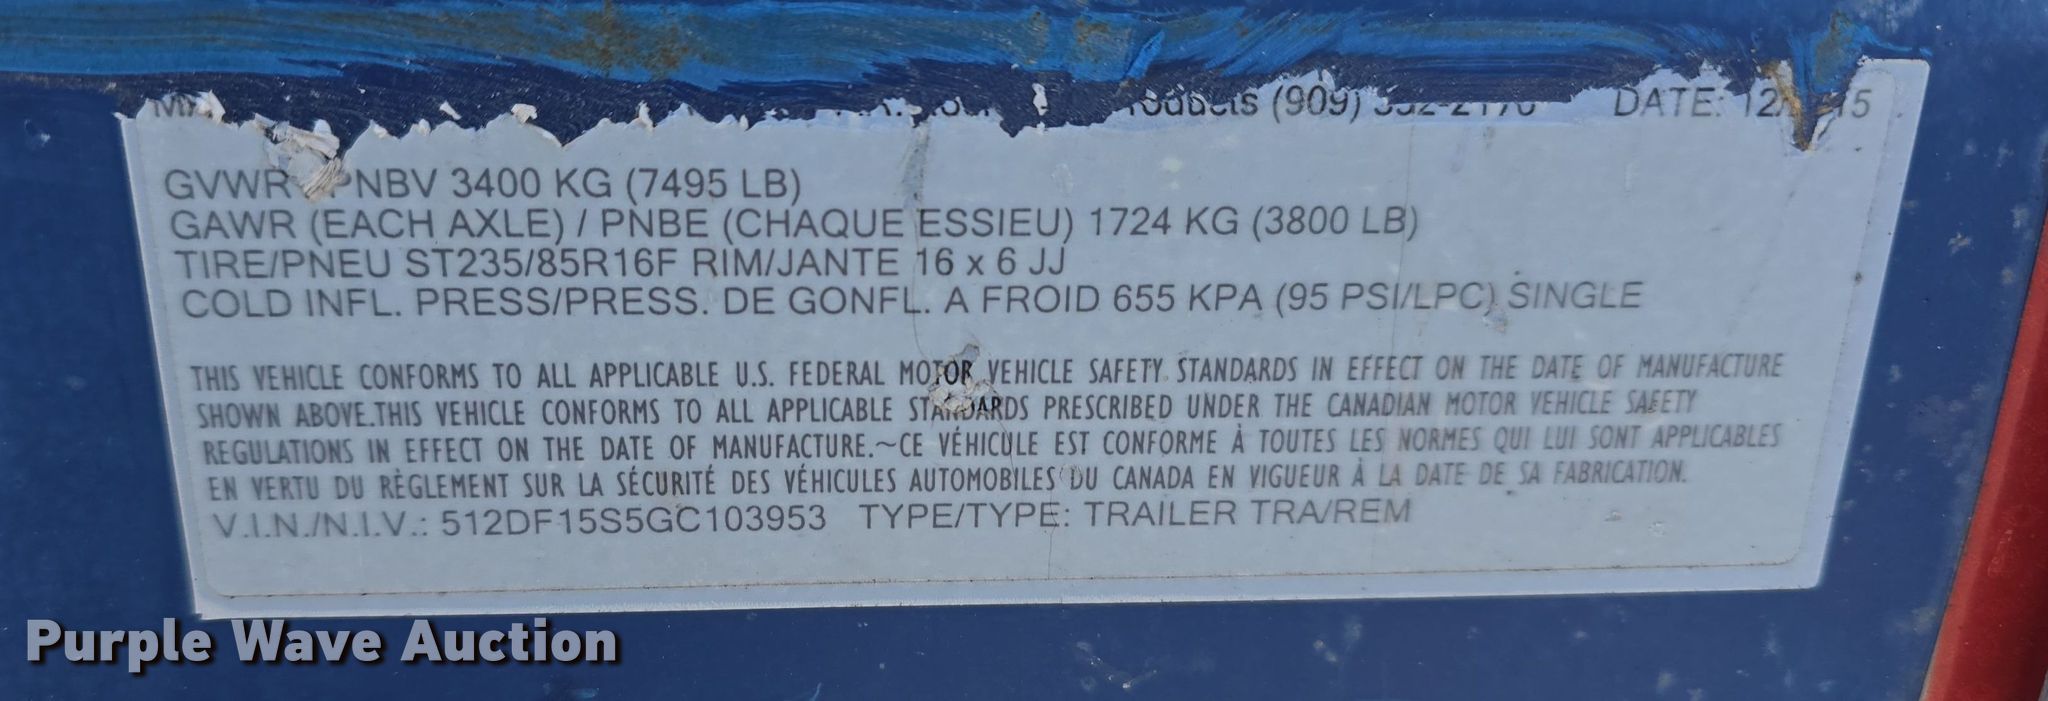 DATE: 12/ 15
GVWR PNBV 3400 KG (7495 LB)
GAWR (EACH AXLE) / PNBE (CHAQUE ESSIEU) 1724 KG (3800 LB)
TIRE/PNEU ST235/85R16F RIM/JANTE 16 x 6 JJ
COLD INFL. PRESS/PRESS. DE GONFL. A FROID 655 KPA (95 PSI/LPC) SINGLE
THIS VEHICLE CONFORMS TO ALL APPLICABLE U.S. FEDERAL MOTOR VEHICLE SAFETY STANDARDS IN EFFECT ON THE DATE OF MANUFACTURE
SHOWN ABOVE.THIS VEHICLE CONFORMS TO ALL APPLICABLE STANDARDS PRESCRIBED UNDER THE CANADIAN MOTOR VEHICLE SAFETY
REGULATIONS IN EFFECT ON THE DATE OF MANUFACTURE.~CE VÉHICULE EST CONFORME À TOUTES LES NORMES QUI LUI SONT APPLICABLES
EN VERTU DU RÈGLEMENT SUR LA SÉCURITÉ DES VÉHICULES AUTOMOBILES DU CANADA EN VIGUEUR À LA DATE DE SA FABRICATION.
V.I.N./N.I.V.: 512DF15S5GC103953 TYPE/TYPE: TRAILER TRA/REM
Purple Wave Auction